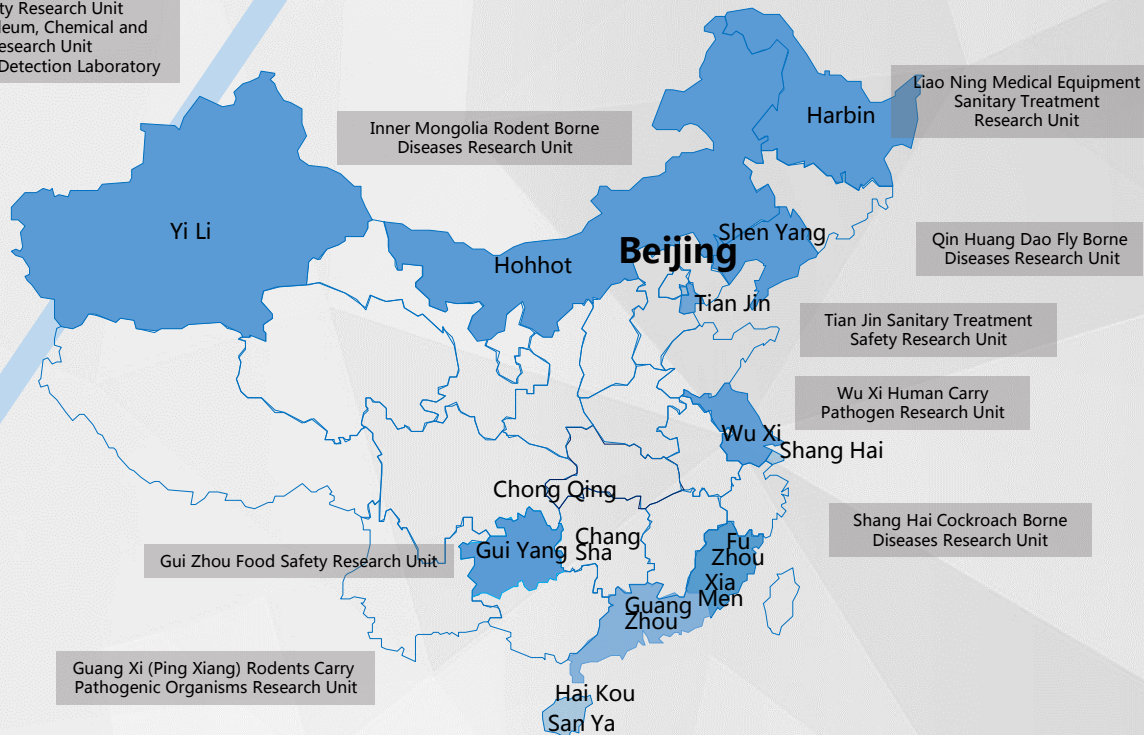 ty Research Unit
leum, Chemical and
esearch Unit
Detection Laboratory
Liao Ning Medical Equipment
Sanitary Treatment
Research Unit
Harbin
Inner Mongolia Rodent Borne
Diseases Research Unit
Yi Li
Shen Yang
Beijing
Hohhot
Qin Huang Dao Fly Borne
Diseases Research Unit
Tian Jin
Tian Jin Sanitary Treatment
Safety Research Unit
Wu Xi Human Carry
Pathogen Research Unit
Wu Xi
Shang Hai
Chong Qing
Shang Hai Cockroach Borne
Diseases Research Unit
Gui Zhou Food Safety Research Unit
Gui Yang
Chang
Sha
Fu
Zhou
Xia
Men
Guang
Zhou
Guang Xi (Ping Xiang) Rodents Carry
Pathogenic Organisms Research Unit
Hai Kou
San Ya